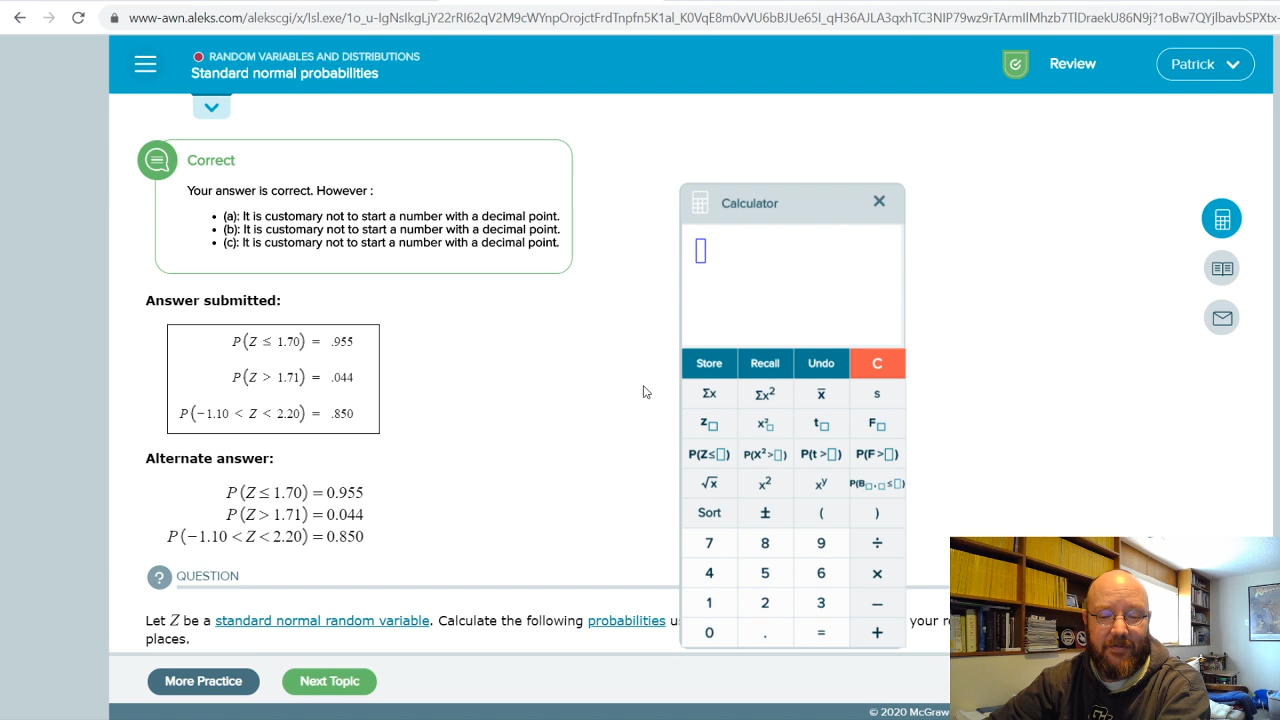 www-awn.aleks.com/alekscgi/x/Isl.exe/1o_u-
RANDOM VARIABLES AND DISTRIBUTIONS
Standard normal probabilities
Review
Patrick
Correct
Your answer is correct. However :
• (a): It is customary not to start a number with a decimal point.
• (b): It is customary not to start a number with a decimal point.
• (c): It is customary not to start a number with a decimal point.
Answer submitted:
P(Z ≤ 1.70) = .955
P(Z > 1.71) = .044
P(−1.10 < Z < 2.20) = .850
Alternate answer:
P(Z ≤ 1.70) = 0.955
P(Z > 1.71) = 0.044
P(−1.10 < Z < 2.20) = 0.850
? QUESTION
Let Z be a standard normal random variable. Calculate the following probabilities u your
places.
More Practice
Next Topic
Calculator ×
Store Recall Undo C
Σx Σx² x̄ s
z□ χ²□ t□ F□
P(Z≤□) P(X²>□) P(t >□) P(F>□)
√x x² xʸ P(B□,□≤□)
Sort ± ( )
7 8 9 ÷
4 5 6 ×
1 2 3 −
0 . = +
© 2020 McGraw